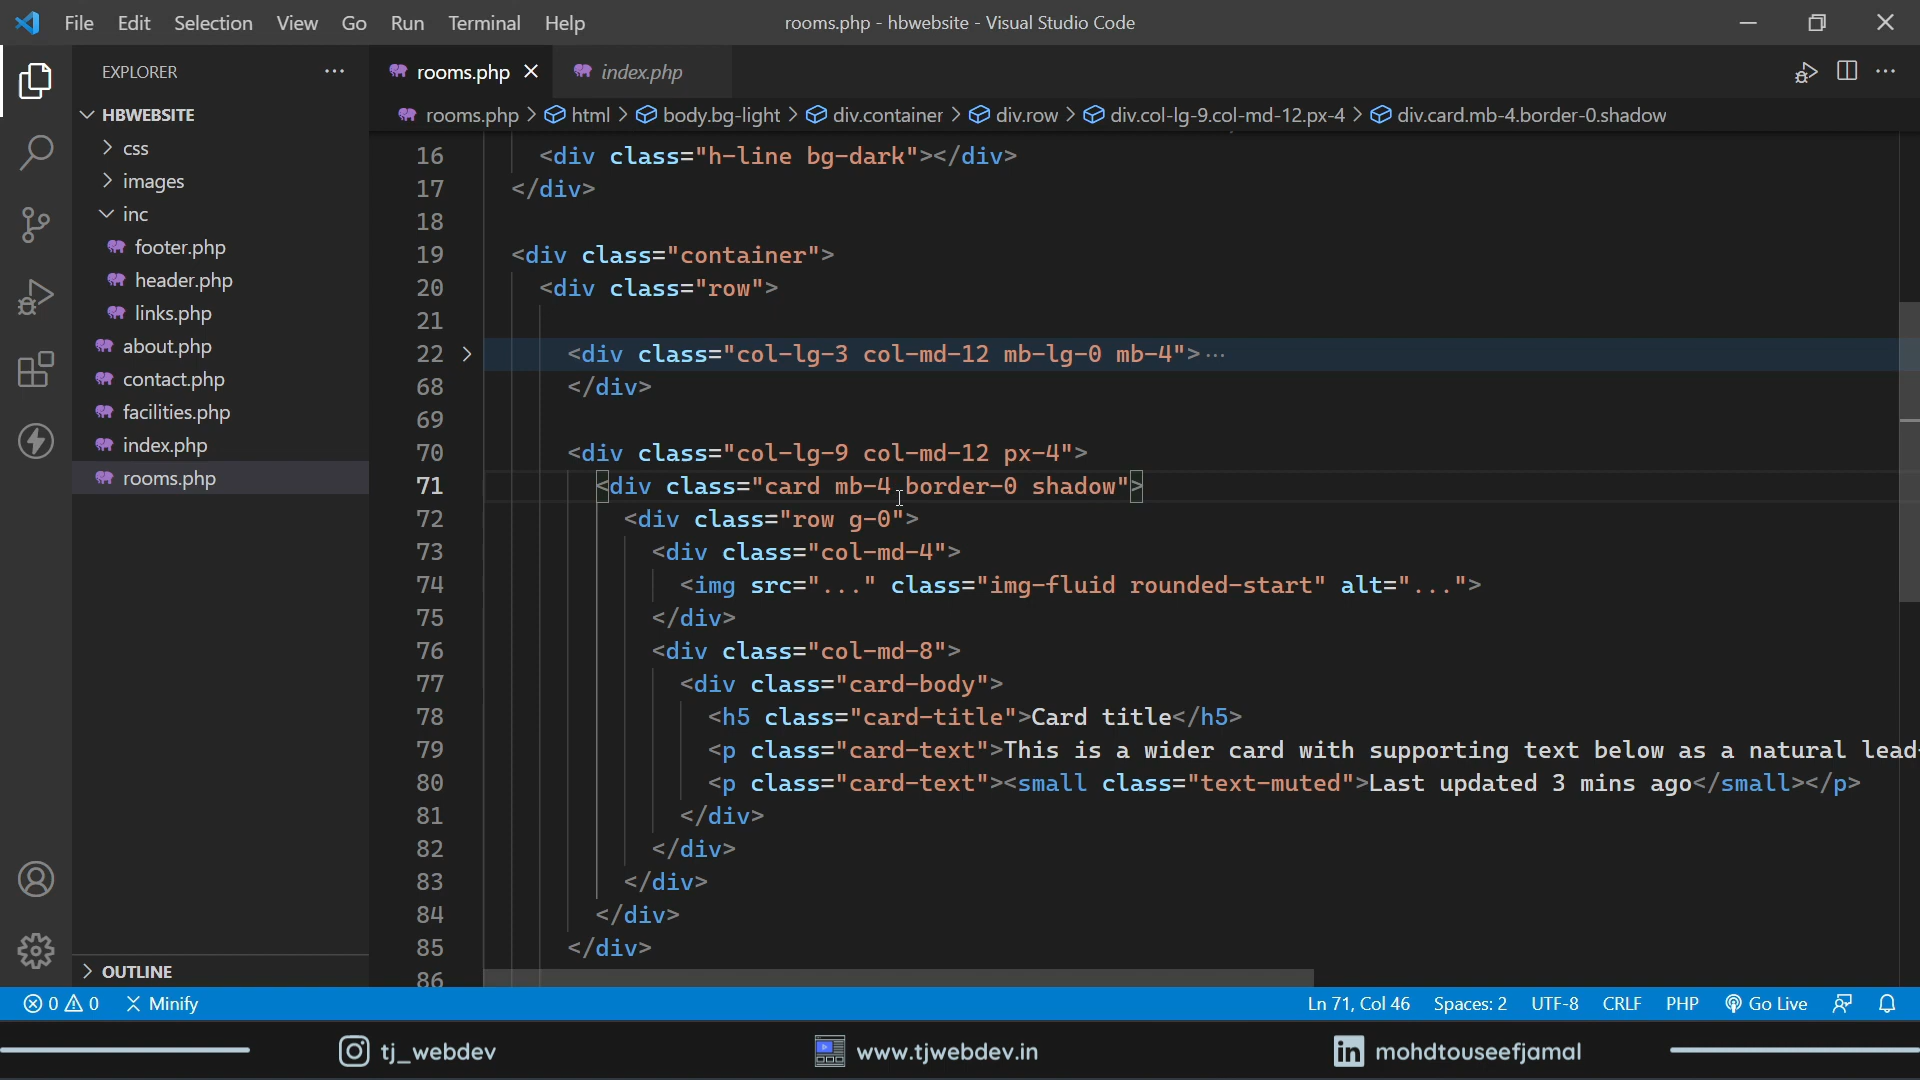 File Edit Selection View Go Run Terminal Help
rooms.php - hbwebsite - Visual Studio Code
EXPLORER
rooms.php
index.php
HBWEBSITE
rooms.php > html > body.bg-light > div.container > div.row > div.col-lg-9.col-md-12.px-4 > div.card.mb-4.border-0.shadow
css
images
inc
footer.php
header.php
links.php
about.php
contact.php
facilities.php
index.php
rooms.php
OUTLINE
16 <div class="h-line bg-dark"></div>
17 </div>
18
19 <div class="container">
20 <div class="row">
21
22 <div class="col-lg-3 col-md-12 mb-lg-0 mb-4">···
68 </div>
69
70 <div class="col-lg-9 col-md-12 px-4">
71 <div class="card mb-4 border-0 shadow">
72 <div class="row g-0">
73 <div class="col-md-4">
74 <img src="..." class="img-fluid rounded-start" alt="...">
75 </div>
76 <div class="col-md-8">
77 <div class="card-body">
78 <h5 class="card-title">Card title</h5>
79 <p class="card-text">This is a wider card with supporting text below as a natural lead-
80 <p class="card-text"><small class="text-muted">Last updated 3 mins ago</small></p>
81 </div>
82 </div>
83 </div>
84 </div>
85 </div>
86
0 0 Minify
Ln 71, Col 46 Spaces: 2 UTF-8 CRLF PHP Go Live
tj_webdev
www.tjwebdev.in
in mohdtouseefjamal